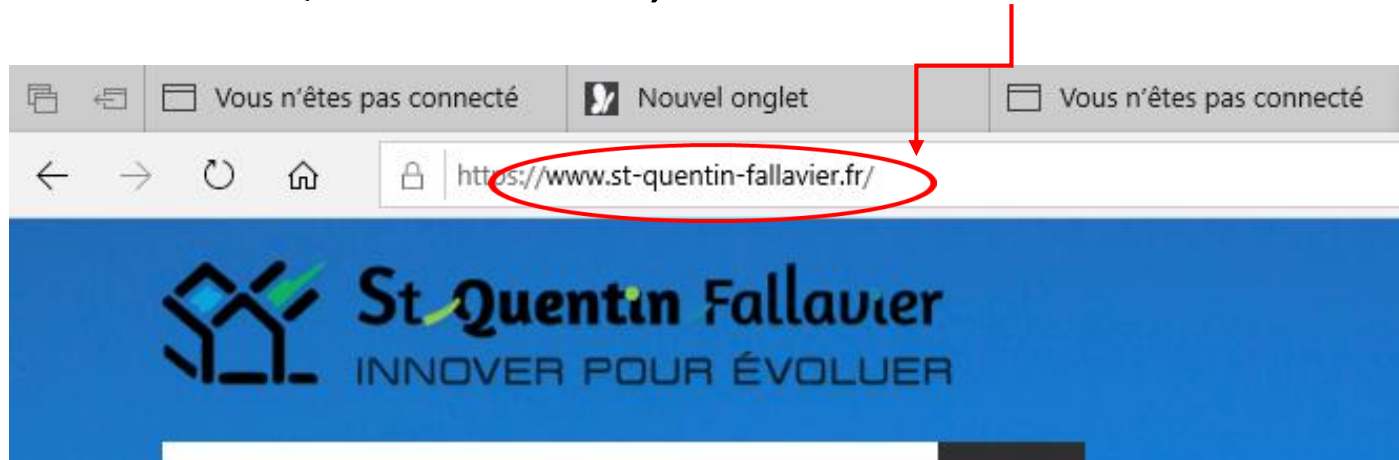 Vous n'êtes pas connecté
Nouvel onglet
Vous n'êtes pas connecté
https://www.st-quentin-fallavier.fr/
St Quentin Fallavier
INNOVER POUR ÉVOLUER